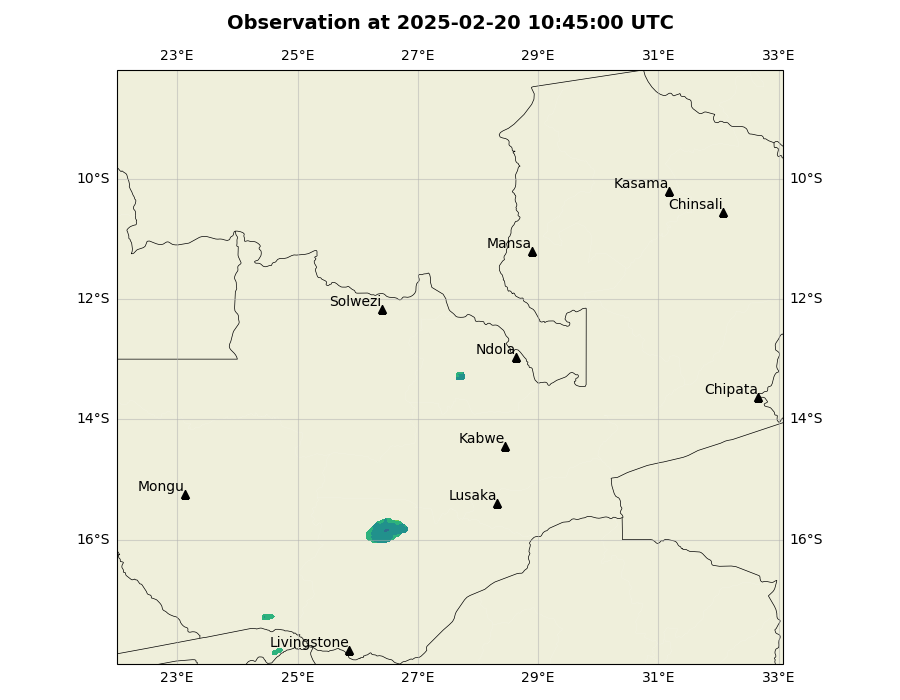 Observation at 2025-02-20 10:45:00 UTC
23°E 25°E 27°E 29°E 31°E 33°E
10°S 10°S
Kasama
Chinsali
Mansa
12°S 12°S
Solwezi
Ndola
Chipata
14°S 14°S
Kabwe
Mongu
Lusaka
16°S 16°S
Livingstone
23°E 25°E 27°E 29°E 31°E 33°E